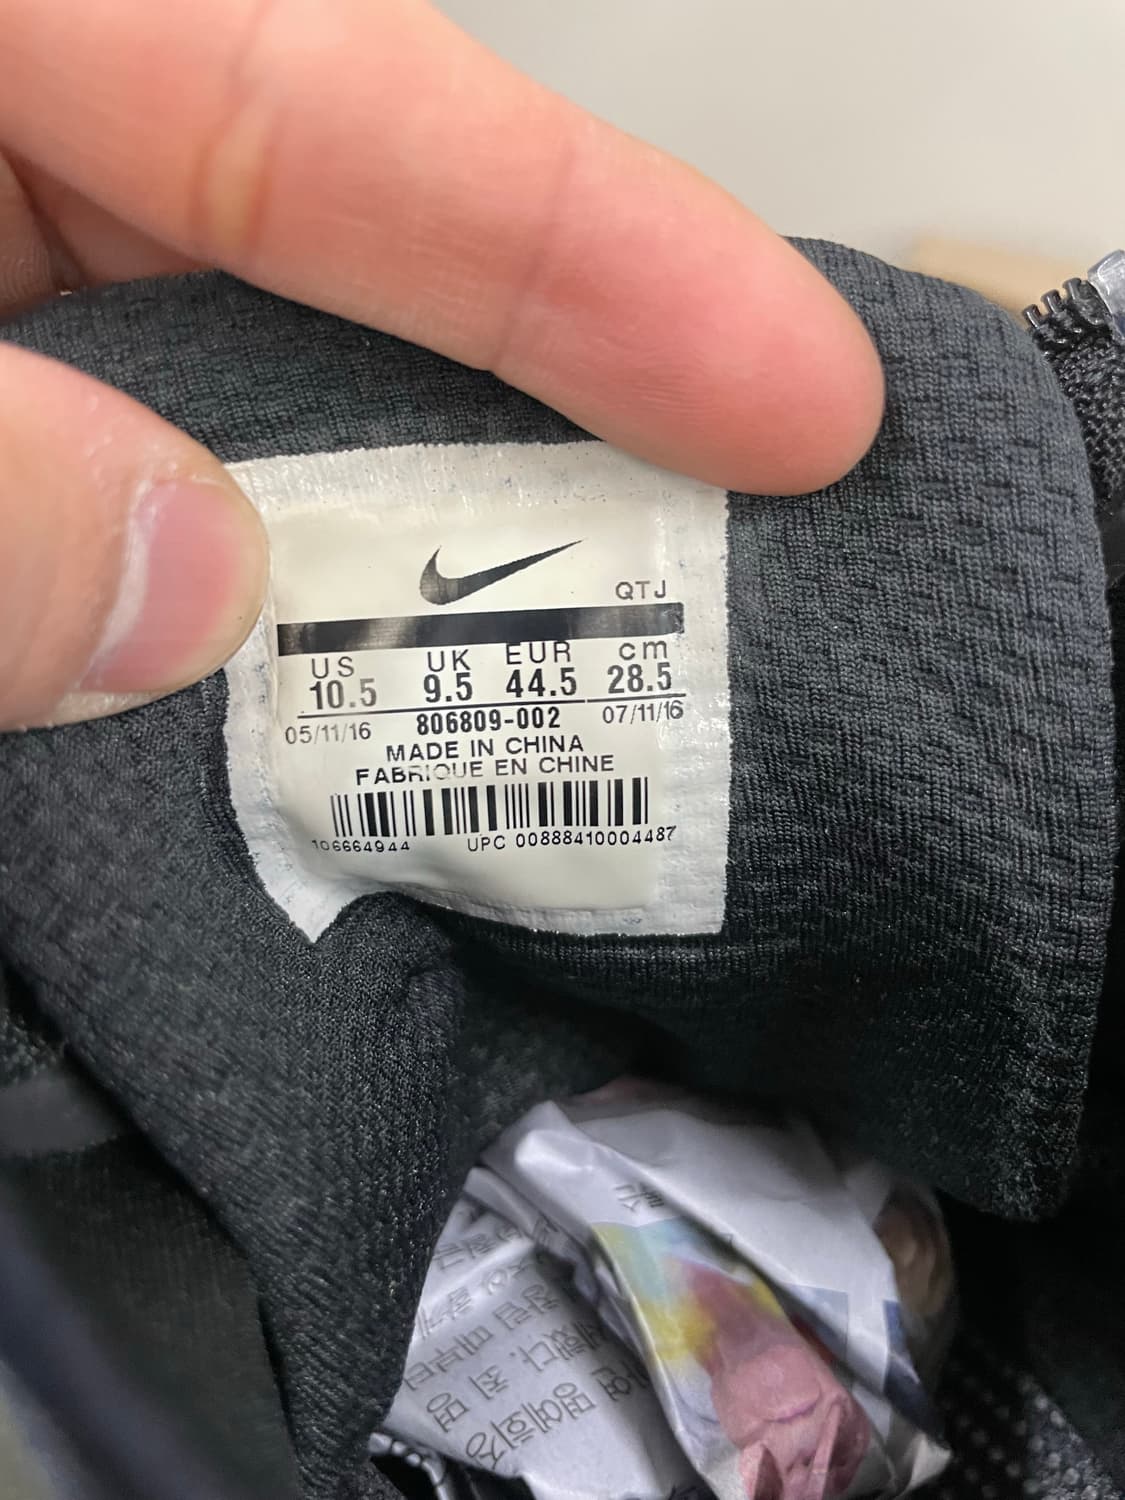 QTJ
US UK EUR cm
10.5 9.5 44.5 28.5
05/11/16 806809-002 07/11/16
MADE IN CHINA
FABRIQUE EN CHINE
106664944 UPC 00888410004487